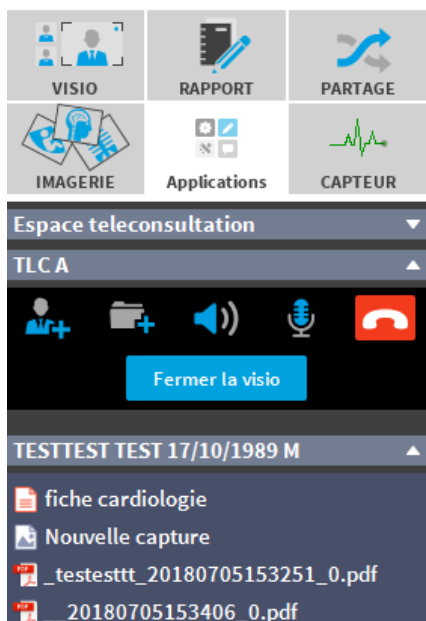 VISIO RAPPORT PARTAGE
IMAGERIE Applications CAPTEUR
Espace teleconsultation
TLC A
Fermer la visio
TESTTEST TEST 17/10/1989 M
fiche cardiologie
Nouvelle capture
_testesttt_20180705153251_0.pdf
__20180705153406_0.pdf